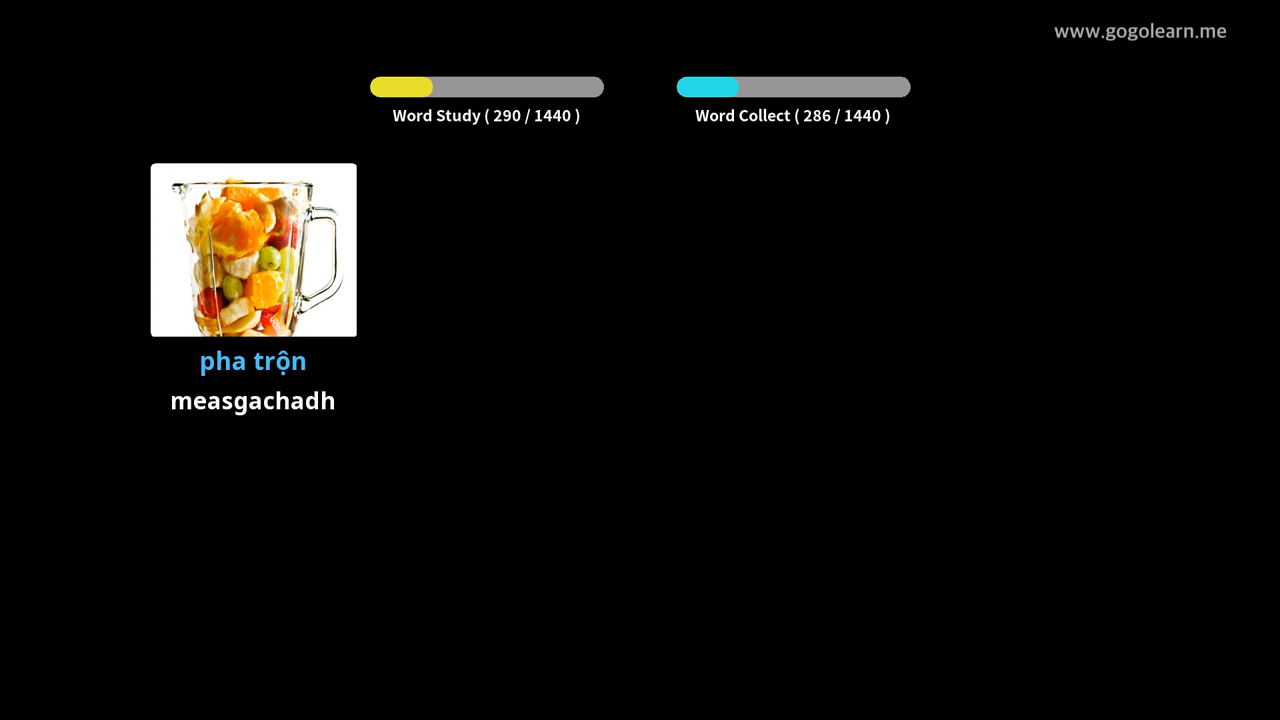 www.gogolearn.me
Word Study ( 290 / 1440 )
Word Collect ( 286 / 1440 )
pha trộn
measgachadh